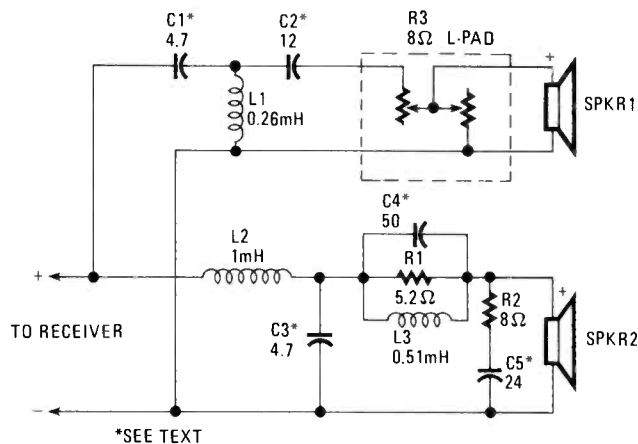 C1*
4.7
C2*
12
R3
8Ω L-PAD
+
SPKR1
L1
0.26mH
C4*
50
L2
1mH
R1
5.2Ω
L3
0.51mH
+
TO RECEIVER
−
C3*
4.7
R2
8Ω
C5*
24
+
SPKR2
*SEE TEXT